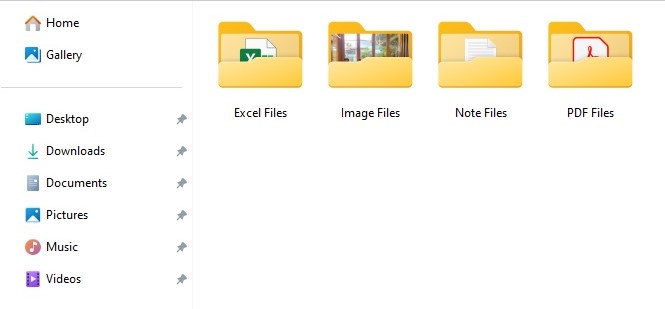 Home
Gallery
Desktop
Downloads
Documents
Pictures
Music
Videos
Excel Files
Image Files
Note Files
PDF Files